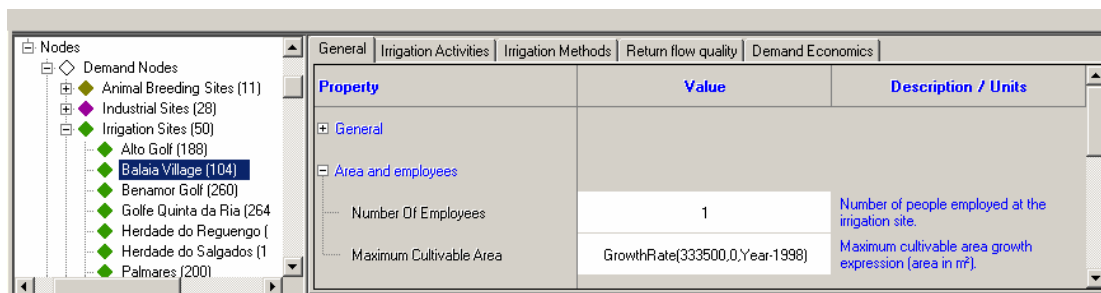 Nodes
Demand Nodes
Animal Breeding Sites (11)
Industrial Sites (28)
Irrigation Sites (50)
Alto Golf (188)
Balaia Village (104)
Benamor Golf (260)
Golfe Quinta da Ria (264
Herdade do Reguengo (
Herdade do Salgados (1
Palmares (200)
General Irrigation Activities Irrigation Methods Return flow quality Demand Economics
Property Value Description / Units
General
Area and employees
Number Of Employees 1 Number of people employed at the
irrigation site.
Maximum Cultivable Area GrowthRate(333500,0,Year-1998) Maximum cultivable area growth
expression (area in m²).